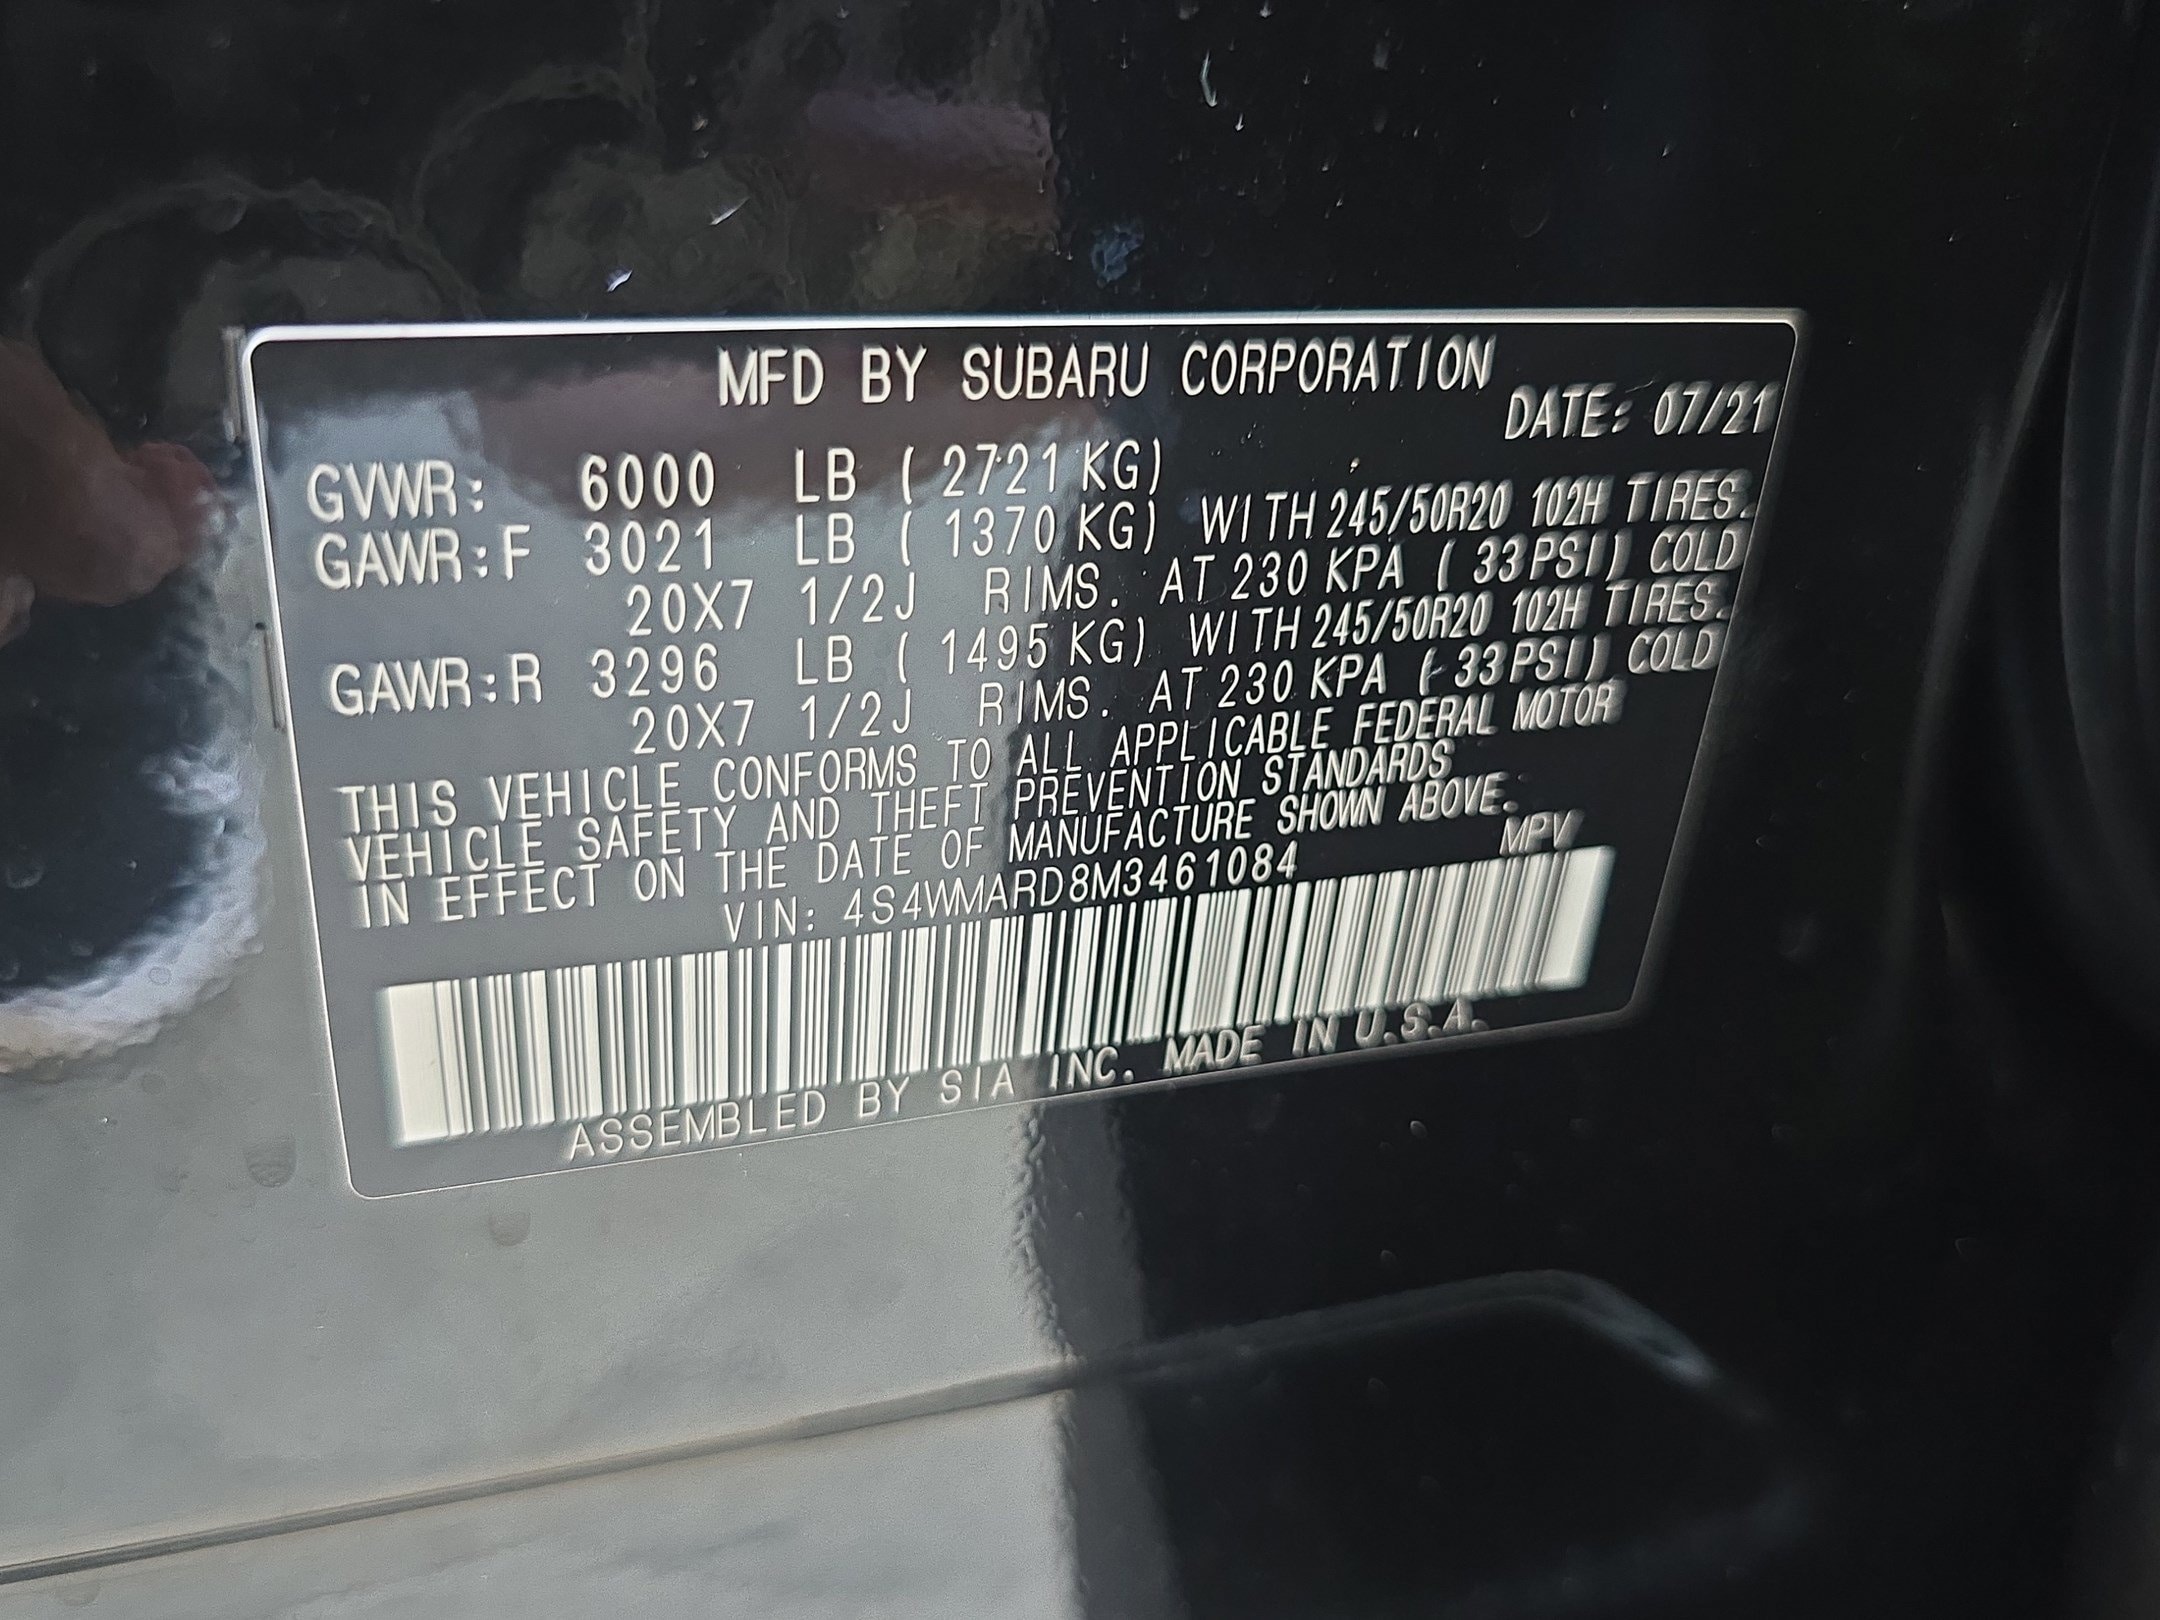 MFD BY SUBARU CORPORATION
DATE: 07/21
GVWR: 6000 LB ( 2721 KG)
GAWR:F 3021 LB ( 1370 KG) WITH 245/50R20 102H TIRES.
20X7 1/2J RIMS. AT 230 KPA ( 33PSI) COLD
GAWR:R 3296 LB ( 1495 KG) WITH 245/50R20 102H TIRES.
20X7 1/2J RIMS. AT 230 KPA ( 33PSI) COLD
THIS VEHICLE CONFORMS TO ALL APPLICABLE FEDERAL MOTOR
VEHICLE SAFETY AND THEFT PREVENTION STANDARDS
IN EFFECT ON THE DATE OF MANUFACTURE SHOWN ABOVE.
VIN: 4S4WMARD8M3461084 MPV
ASSEMBLED BY SIA INC. MADE IN U.S.A.